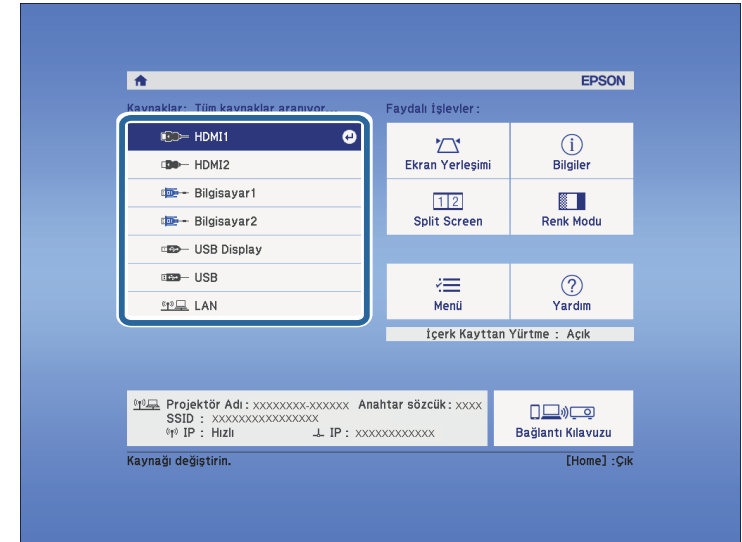 EPSON
Kaynaklar: Tüm kaynaklar aranıyor...
HDMI1
HDMI2
Bilgisayar1
Bilgisayar2
USB Display
USB
LAN
Faydalı İşlevler:
Ekran Yerleşimi
Bilgiler
1 2
Split Screen
Renk Modu
Menü
Yardım
İçerik Kayttan Yürtme : Açık
Projektör Adı: xxxxxxxx-xxxxxx Anahtar sözcük: xxxx
SSID : xxxxxxxxxxxxxxx
IP : Hızlı IP : xxxxxxxxxxxx
Bağlantı Kılavuzu
Kaynağı değiştirin.
[Home] :Çık